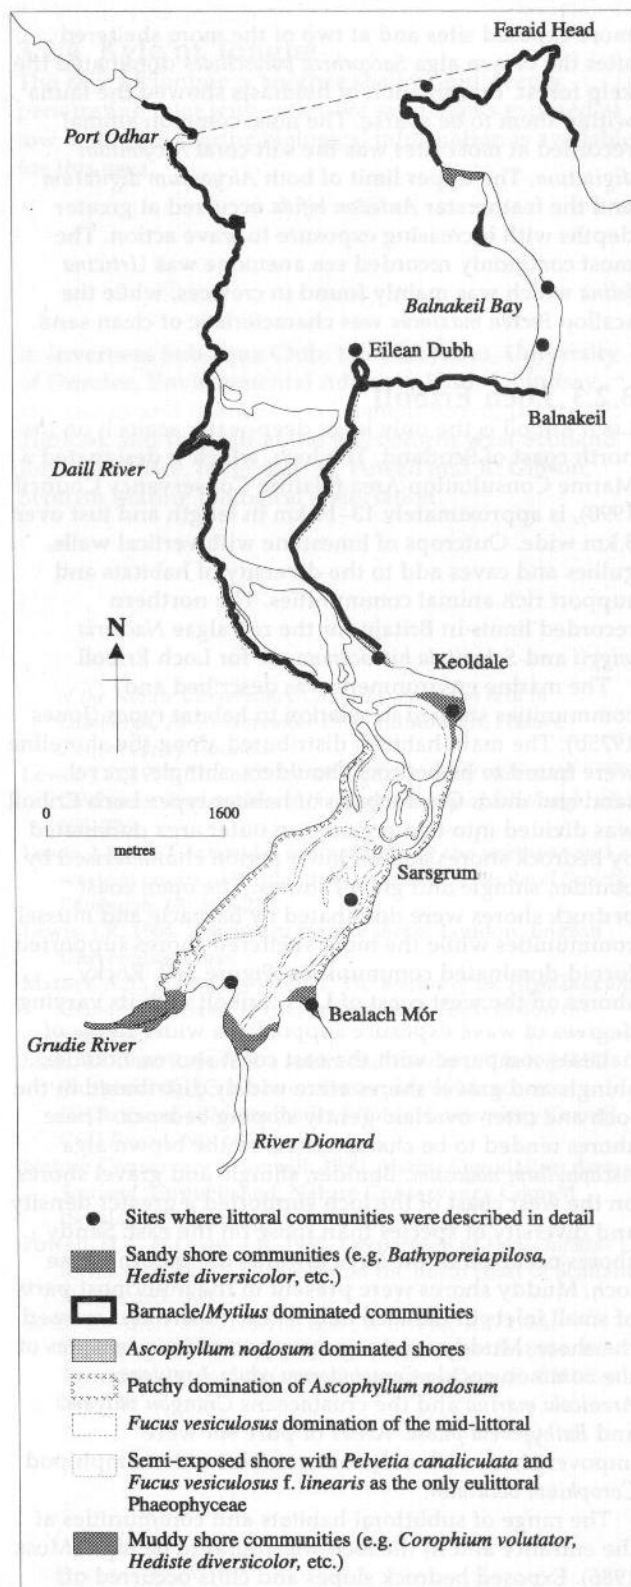 Faraid Head
Port Odhar
Balnakeil Bay
Eilean Dubh
Balnakeil
Daill River
N
Keoldale
0 1600
metres
Sarsgrum
Bealach Mór
Grudie River
River Dionard
Sites where littoral communities were described in detail
Sandy shore communities (e.g. Bathyporeiapilosa,
Hediste diversicolor, etc.)
Barnacle/Mytilus dominated communities
Ascophyllum nodosum dominated shores
Patchy domination of Ascophyllum nodosum
Fucus vesiculosus domination of the mid-littoral
Semi-exposed shore with Pelvetia canaliculata and
Fucus vesiculosus f. linearis as the only eulittoral
Phaeophyceae
Muddy shore communities (e.g. Corophium volutator,
Hediste diversicolor, etc.)